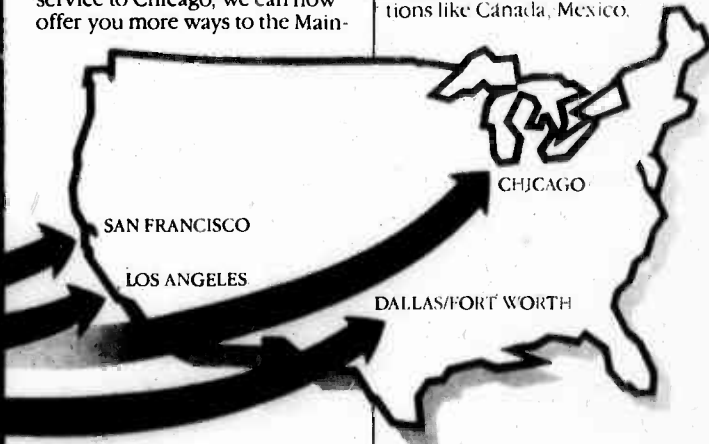 service to Chicago, we can now
offer you more ways to the Main-
tions like Canada, Mexico,
CHICAGO
SAN FRANCISCO
LOS ANGELES
DALLAS/FORT WORTH